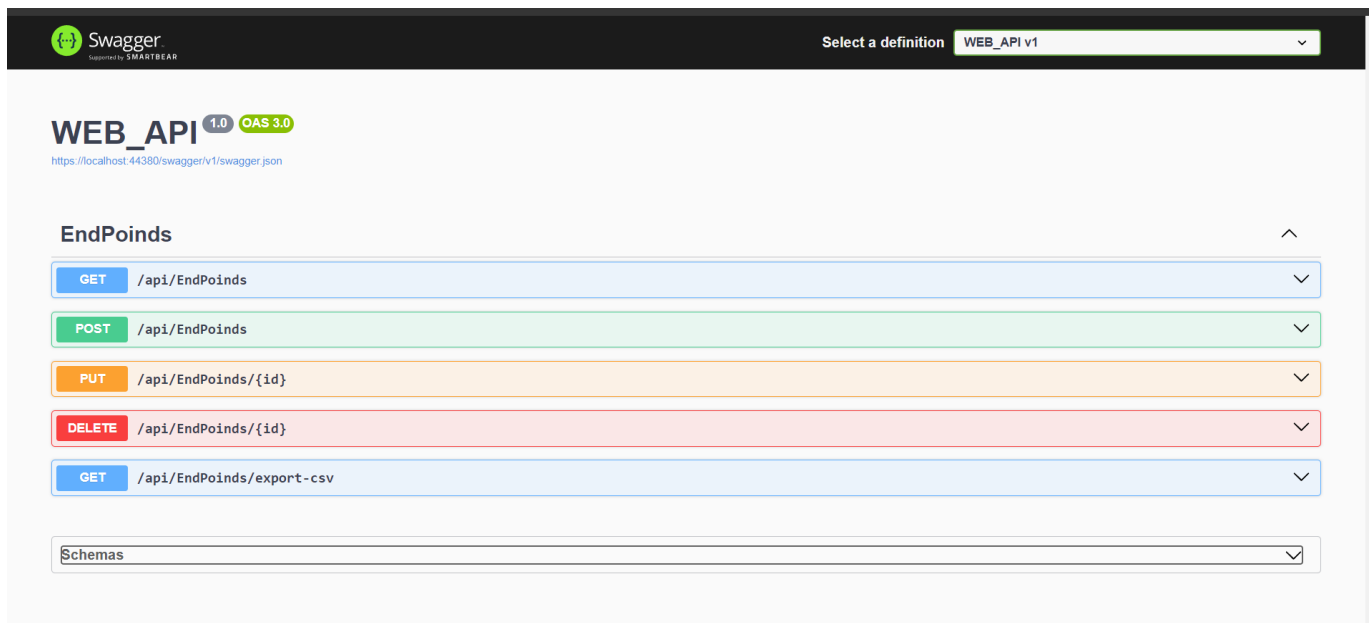 {···} Swagger.
Supported by SMARTBEAR
Select a definition WEB_API v1
WEB_API 1.0 OAS 3.0
https://localhost:44380/swagger/v1/swagger.json
EndPoinds
GET /api/EndPoinds
POST /api/EndPoinds
PUT /api/EndPoinds/{id}
DELETE /api/EndPoinds/{id}
GET /api/EndPoinds/export-csv
Schemas